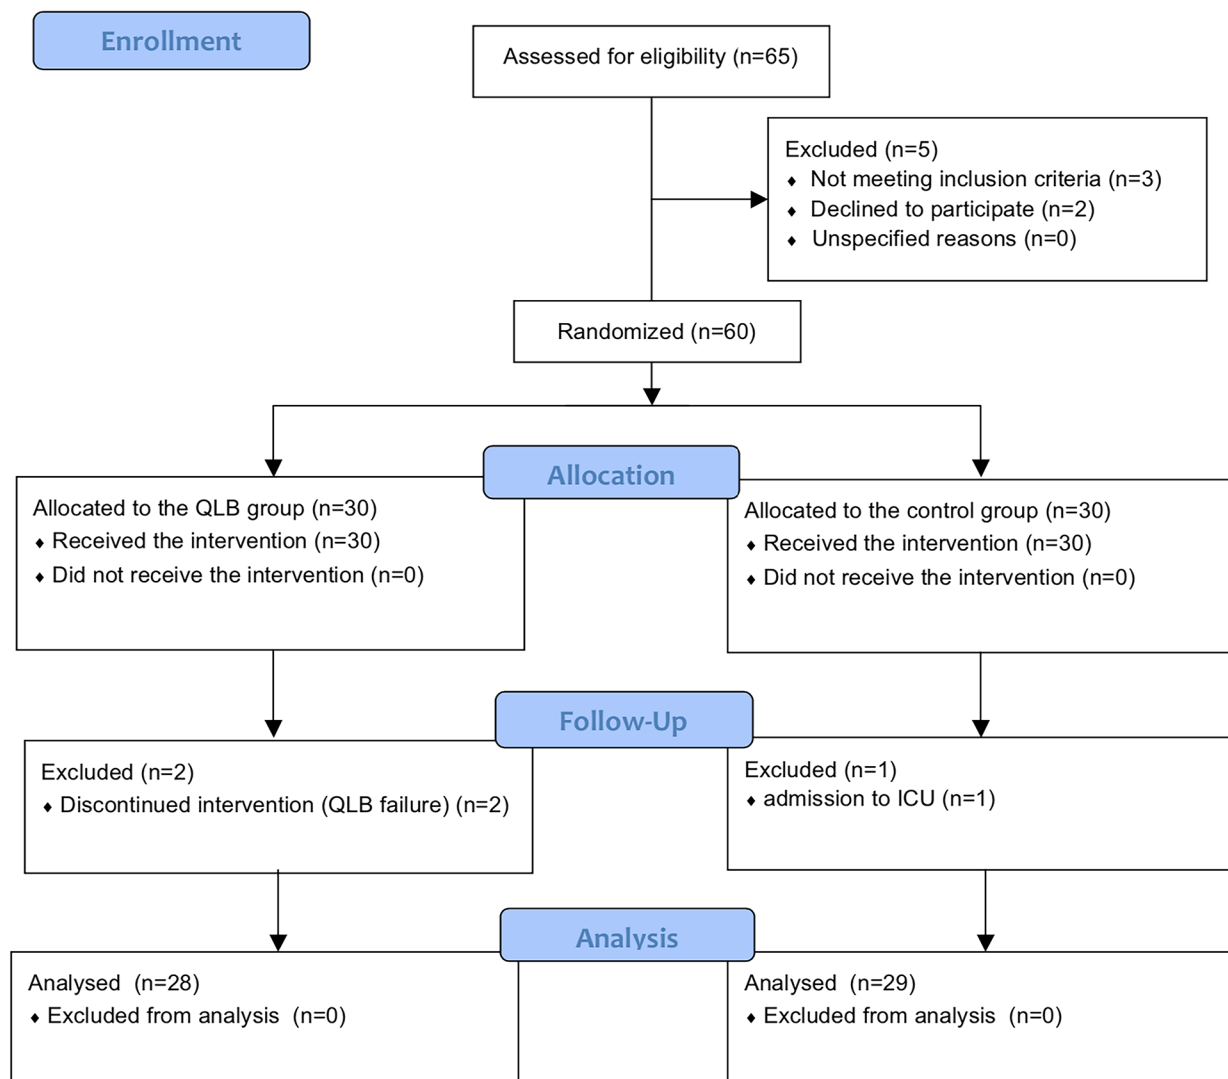 Enrollment
Assessed for eligibility (n=65)
Excluded (n=5)
♦ Not meeting inclusion criteria (n=3)
♦ Declined to participate (n=2)
♦ Unspecified reasons (n=0)
Randomized (n=60)
Allocation
Allocated to the QLB group (n=30)
♦ Received the intervention (n=30)
♦ Did not receive the intervention (n=0)
Allocated to the control group (n=30)
♦ Received the intervention (n=30)
♦ Did not receive the intervention (n=0)
Follow-Up
Excluded (n=2)
♦ Discontinued intervention (QLB failure) (n=2)
Excluded (n=1)
♦ admission to ICU (n=1)
Analysis
Analysed (n=28)
♦ Excluded from analysis (n=0)
Analysed (n=29)
♦ Excluded from analysis (n=0)